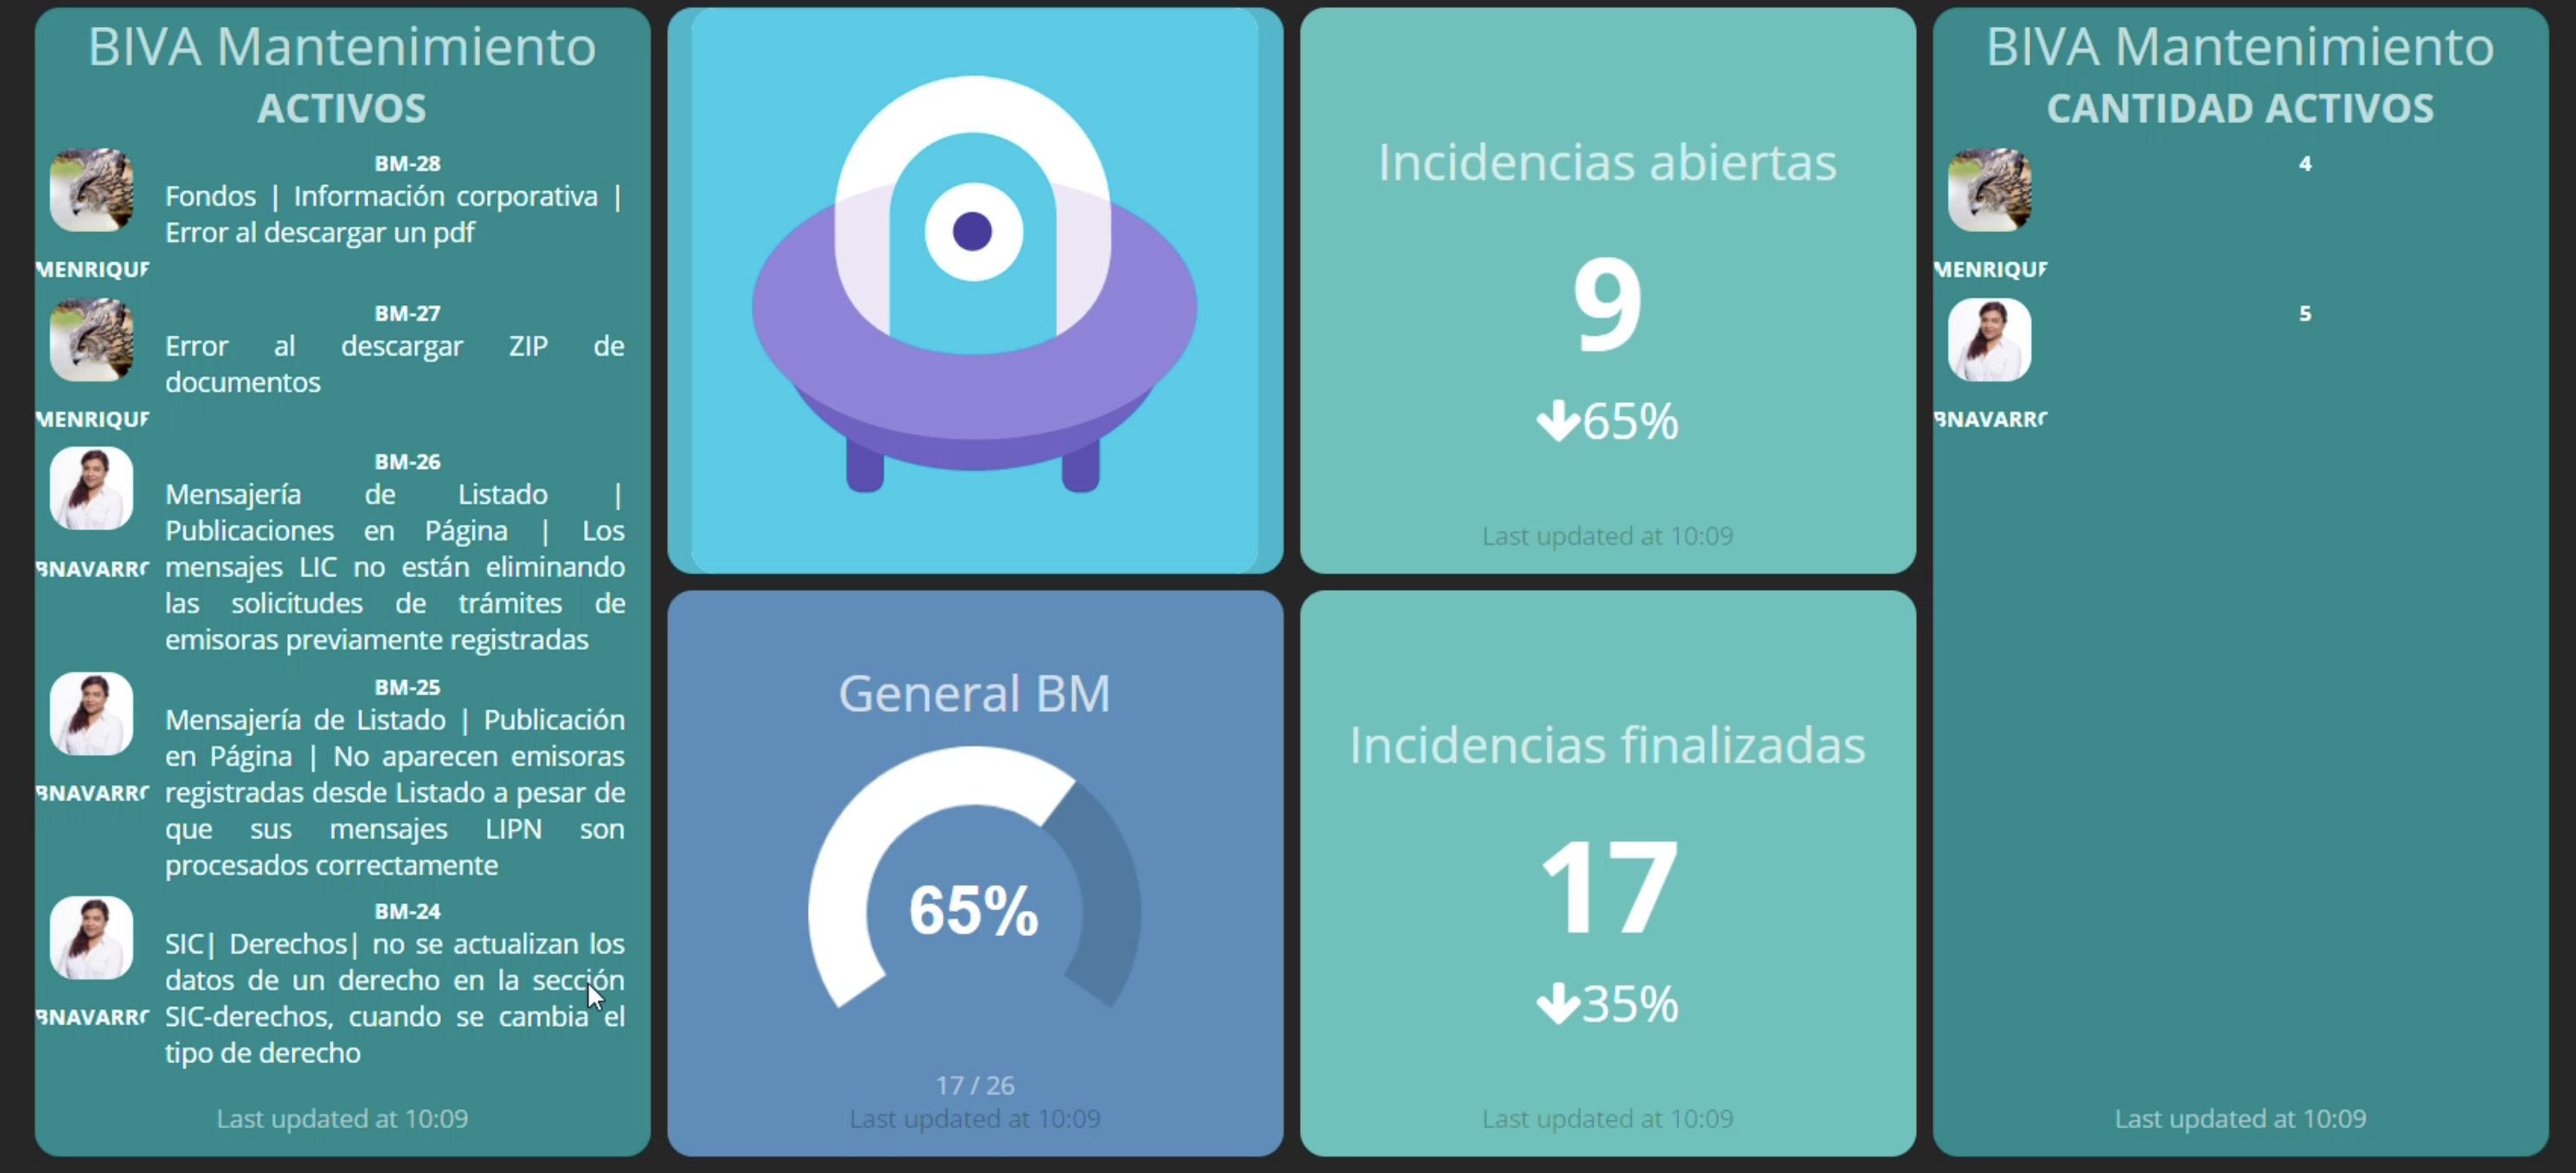 BIVA Mantenimiento
ACTIVOS
BM-28
Fondos | Información corporativa |
Error al descargar un pdf
MENRIQUE
BM-27
Error al descargar ZIP de
documentos
MENRIQUE
BM-26
Mensajería de Listado |
Publicaciones en Página | Los
mensajes LIC no están eliminando
las solicitudes de trámites de
emisoras previamente registradas
BNAVARRO
BM-25
Mensajería de Listado | Publicación
en Página | No aparecen emisoras
registradas desde Listado a pesar de
que sus mensajes LIPN son
procesados correctamente
BNAVARRO
BM-24
SIC| Derechos| no se actualizan los
datos de un derecho en la sección
SIC-derechos, cuando se cambia el
tipo de derecho
BNAVARRO
Last updated at 10:09
General BM
65%
17 / 26
Last updated at 10:09
Incidencias abiertas
9
65%
Last updated at 10:09
Incidencias finalizadas
17
35%
Last updated at 10:09
BIVA Mantenimiento
CANTIDAD ACTIVOS
4
MENRIQUE
5
BNAVARRO
Last updated at 10:09